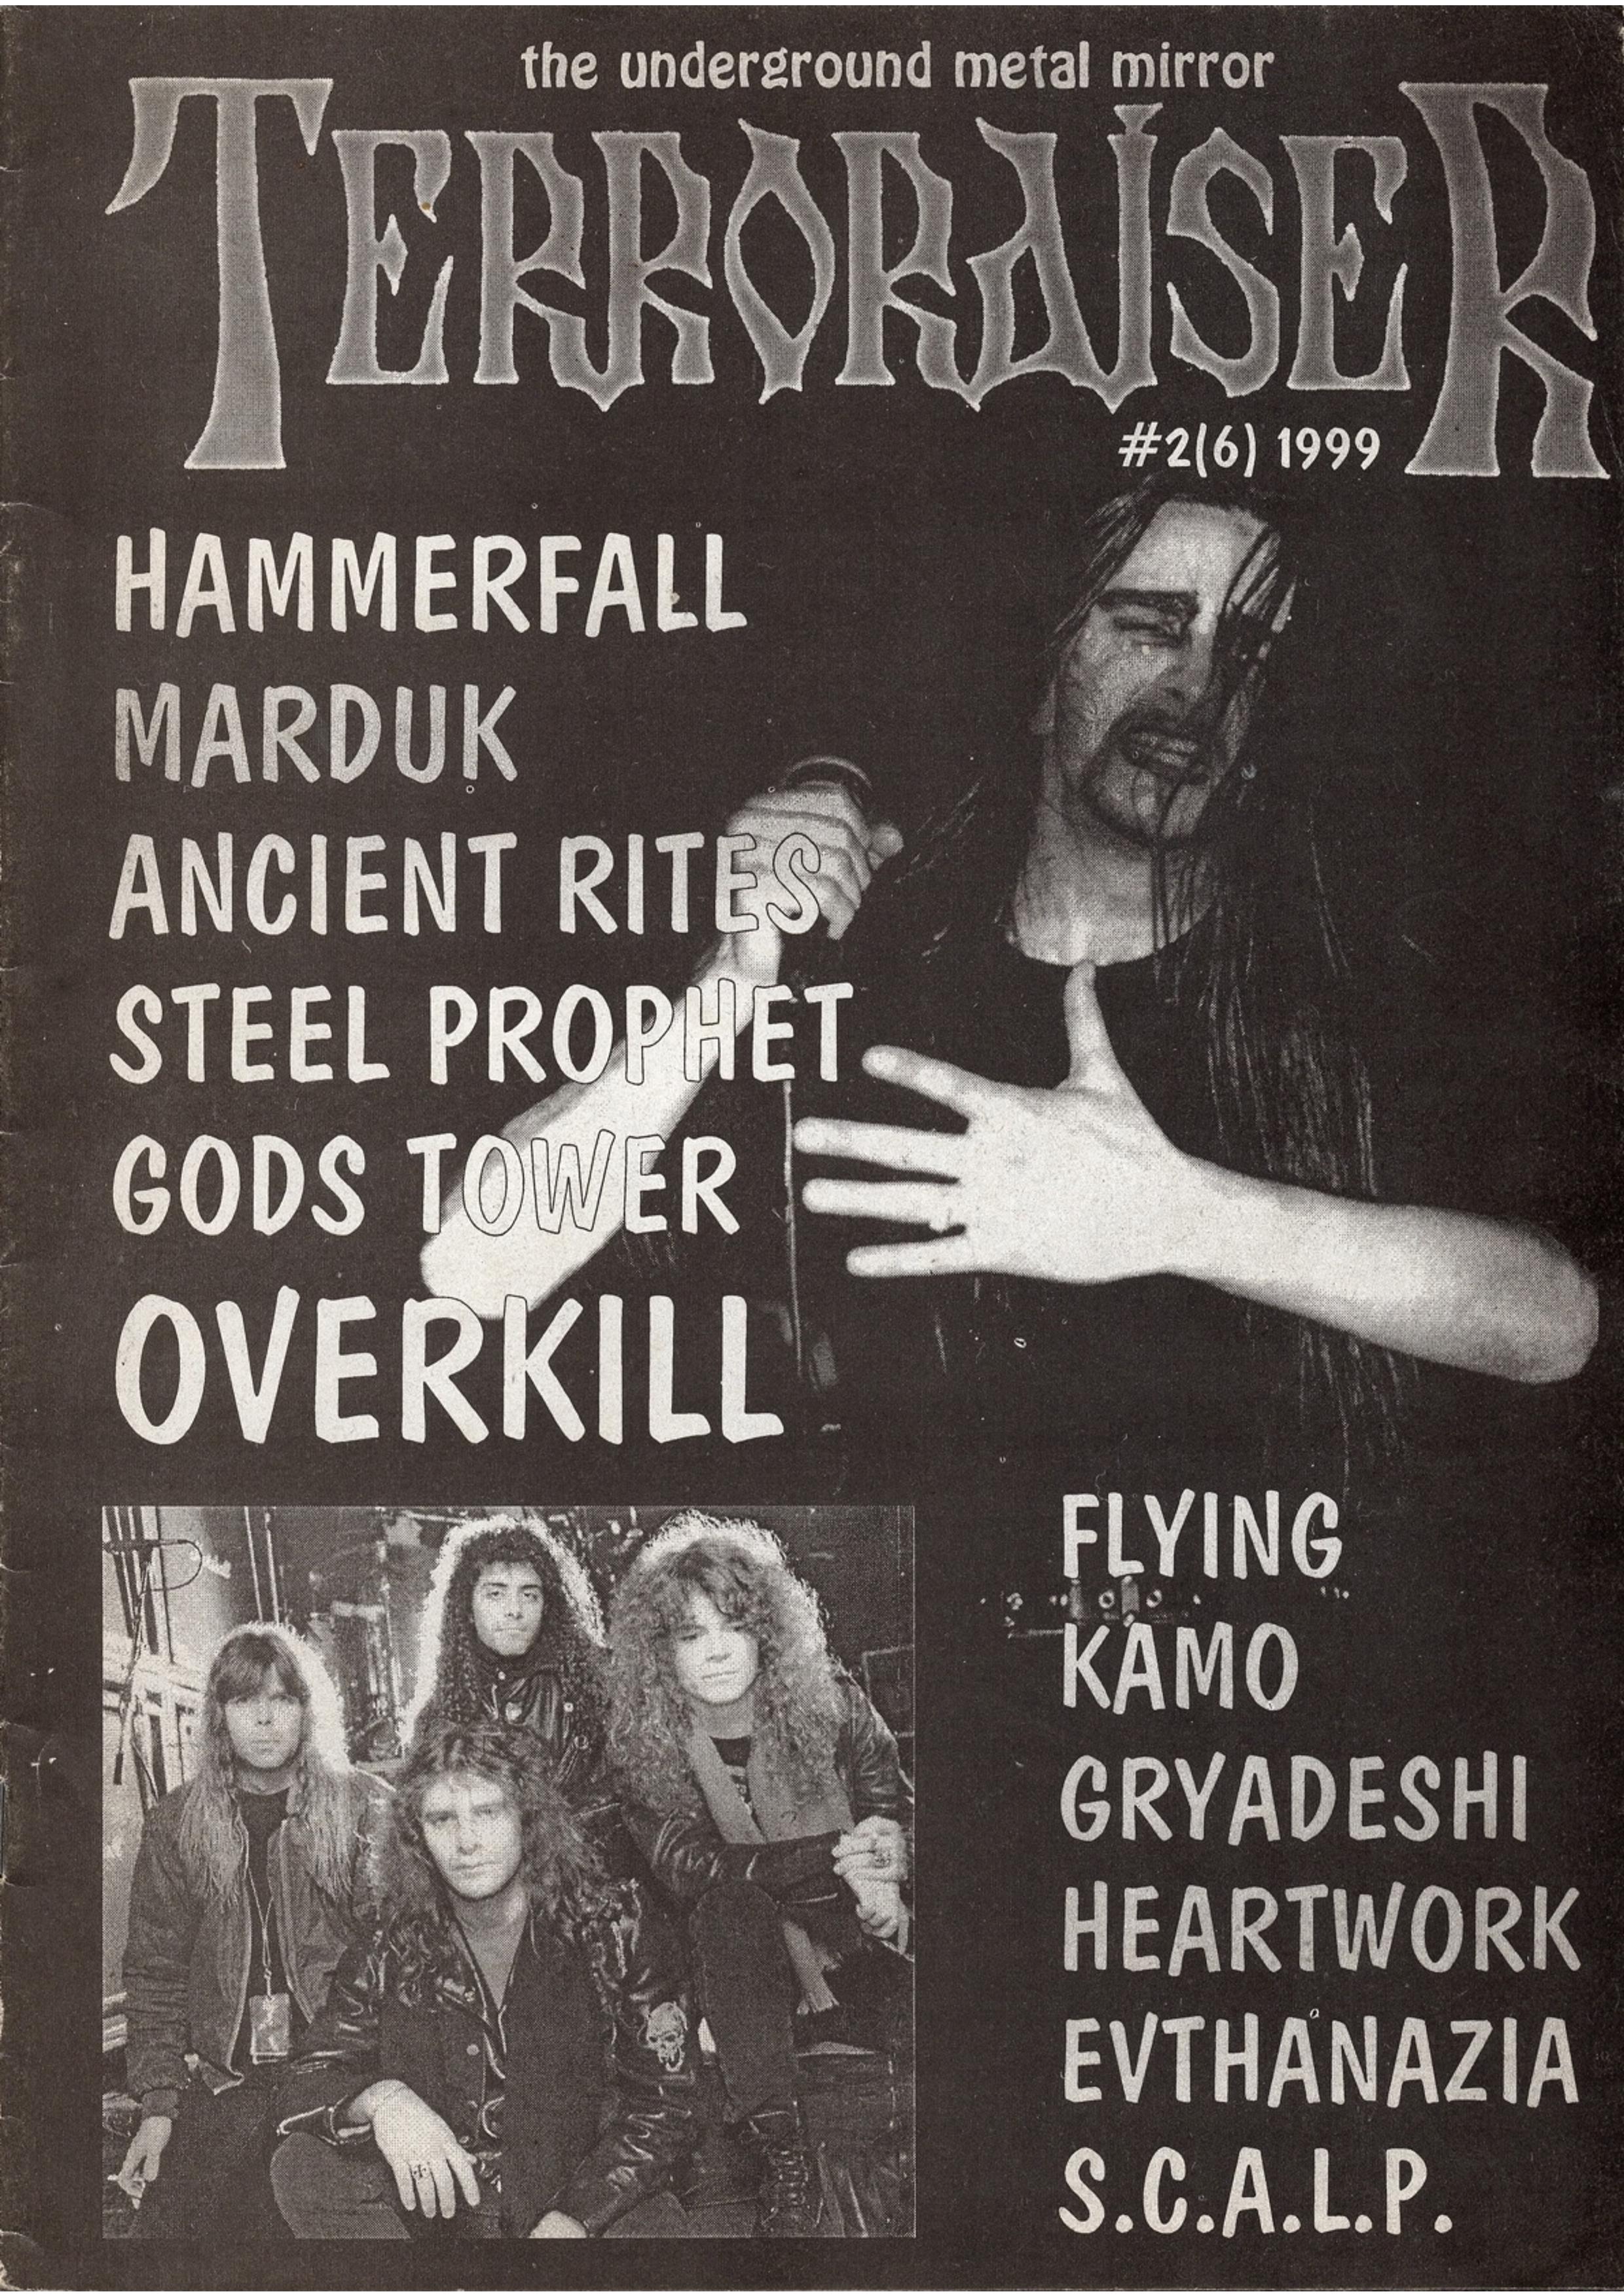 the underground metal mirror
TERRORAISER
#2(6) 1999
HAMMERFALL
MARDUK
ANCIENT RITES
STEEL PROPHET
GODS TOWER
OVERKILL
FLYING
KAMO
GRYADESHI
HEARTWORK
EVTHANAZIA
S.C.A.L.P.